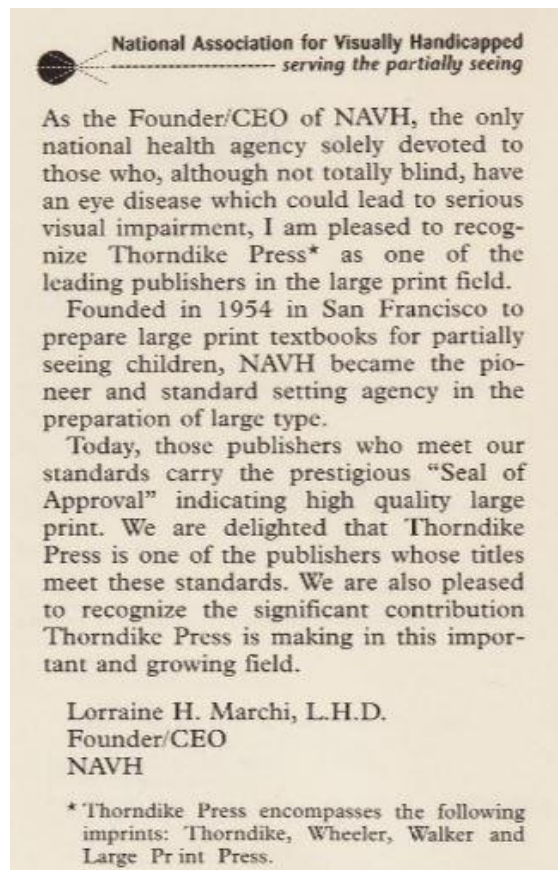 National Association for Visually Handicapped
serving the partially seeing
As the Founder/CEO of NAVH, the only
national health agency solely devoted to
those who, although not totally blind, have
an eye disease which could lead to serious
visual impairment, I am pleased to recog-
nize Thorndike Press* as one of the
leading publishers in the large print field.
Founded in 1954 in San Francisco to
prepare large print textbooks for partially
seeing children, NAVH became the pio-
neer and standard setting agency in the
preparation of large type.
Today, those publishers who meet our
standards carry the prestigious “Seal of
Approval” indicating high quality large
print. We are delighted that Thorndike
Press is one of the publishers whose titles
meet these standards. We are also pleased
to recognize the significant contribution
Thorndike Press is making in this impor-
tant and growing field.
Lorraine H. Marchi, L.H.D.
Founder/CEO
NAVH
* Thorndike Press encompasses the following
imprints: Thorndike, Wheeler, Walker and
Large Pr int Press.